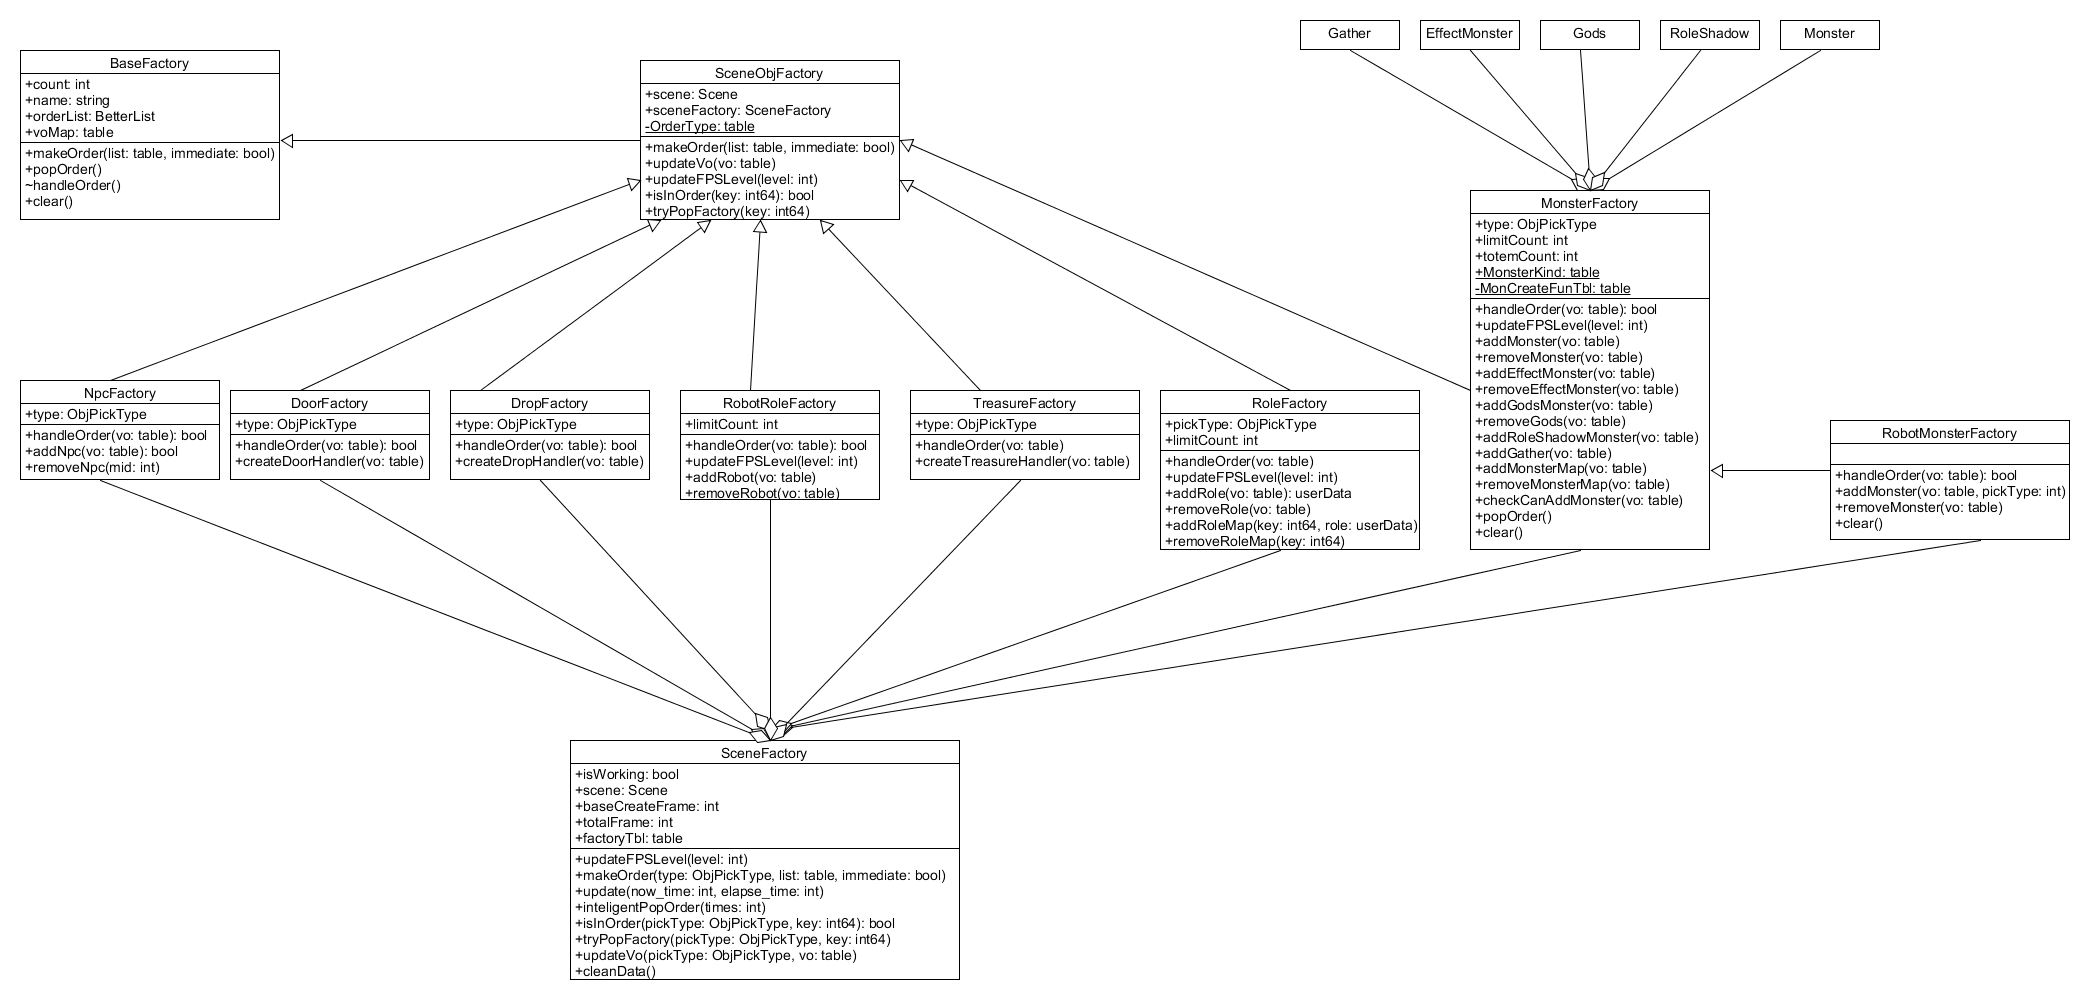 Gather
EffectMonster
Gods
RoleShadow
Monster
BaseFactory
+count: int
+name: string
+orderList: BetterList
+voMap: table
+makeOrder(list: table, immediate: bool)
+popOrder()
~handleOrder()
+clear()
SceneObjFactory
+scene: Scene
+sceneFactory: SceneFactory
-OrderType: table
+makeOrder(list: table, immediate: bool)
+updateVo(vo: table)
+updateFPSLevel(level: int)
+isInOrder(key: int64): bool
+tryPopFactory(key: int64)
MonsterFactory
+type: ObjPickType
+limitCount: int
+totemCount: int
+MonsterKind: table
-MonCreateFunTbl: table
+handleOrder(vo: table): bool
+updateFPSLevel(level: int)
+addMonster(vo: table)
+removeMonster(vo: table)
+addEffectMonster(vo: table)
+removeEffectMonster(vo: table)
+addGodsMonster(vo: table)
+removeGods(vo: table)
+addRoleShadowMonster(vo: table)
+addGather(vo: table)
+addMonsterMap(vo: table)
+removeMonsterMap(vo: table)
+checkCanAddMonster(vo: table)
+popOrder()
+clear()
NpcFactory
+type: ObjPickType
+handleOrder(vo: table): bool
+addNpc(vo: table): bool
+removeNpc(mid: int)
DoorFactory
+type: ObjPickType
+handleOrder(vo: table): bool
+createDoorHandler(vo: table)
DropFactory
+type: ObjPickType
+handleOrder(vo: table): bool
+createDropHandler(vo: table)
RobotRoleFactory
+limitCount: int
+handleOrder(vo: table): bool
+updateFPSLevel(level: int)
+addRobot(vo: table)
+removeRobot(vo: table)
TreasureFactory
+type: ObjPickType
+handleOrder(vo: table)
+createTreasureHandler(vo: table)
RoleFactory
+pickType: ObjPickType
+limitCount: int
+handleOrder(vo: table)
+updateFPSLevel(level: int)
+addRole(vo: table): userData
+removeRole(vo: table)
+addRoleMap(key: int64, role: userData)
+removeRoleMap(key: int64)
RobotMonsterFactory
+handleOrder(vo: table): bool
+addMonster(vo: table, pickType: int)
+removeMonster(vo: table)
+clear()
SceneFactory
+isWorking: bool
+scene: Scene
+baseCreateFrame: int
+totalFrame: int
+factoryTbl: table
+updateFPSLevel(level: int)
+makeOrder(type: ObjPickType, list: table, immediate: bool)
+update(now_time: int, elapse_time: int)
+inteligentPopOrder(times: int)
+isInOrder(pickType: ObjPickType, key: int64): bool
+tryPopFactory(pickType: ObjPickType, key: int64)
+updateVo(pickType: ObjPickType, vo: table)
+cleanData()